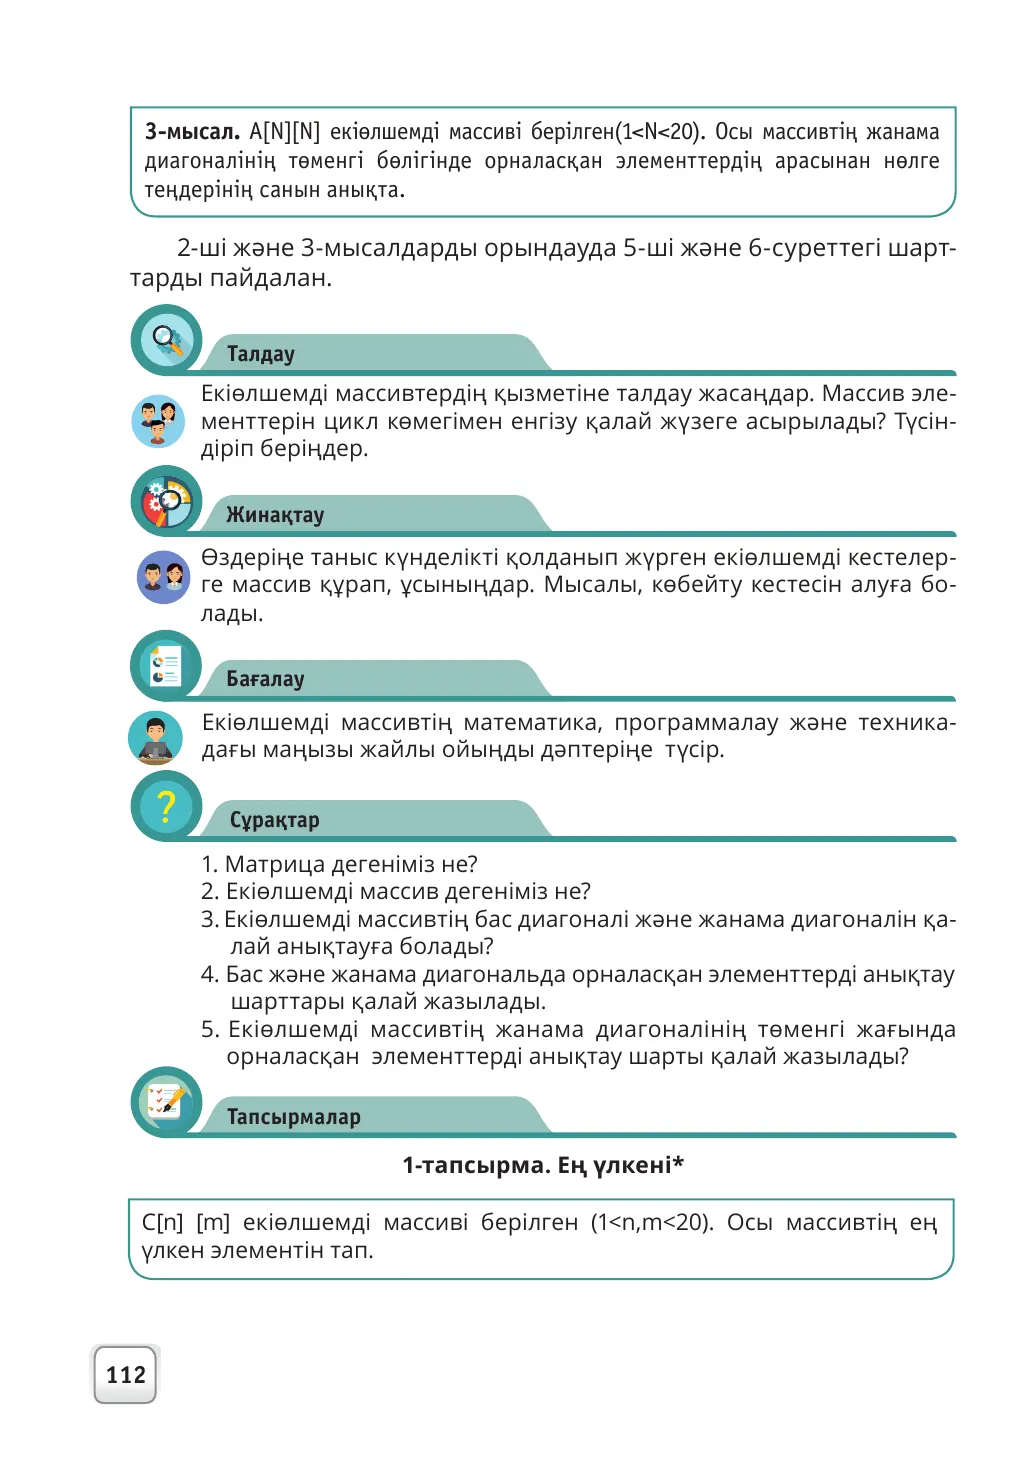 3-мысал. A[N][N] екіөлшемді массиві берілген(1<N<20). Осы массивтің жанама
диагоналінің төменгі бөлігінде орналасқан элементтердің арасынан нөлге
теңдерінің санын анықта.
2-ші және 3-мысалдарды орындауда 5-ші және 6-суреттегі шарт-
тарды пайдалан.
Талдау
Екіөлшемді массивтердің қызметіне талдау жасаңдар. Массив эле-
менттерін цикл көмегімен енгізу қалай жүзеге асырылады? Түсін-
діріп беріңдер.
Жинақтау
Өздеріңе таныс күнделікті қолданып жүрген екіөлшемді кестелер-
ге массив құрап, ұсыныңдар. Мысалы, көбейту кестесін алуға бо-
лады.
Бағалау
Екіөлшемді массивтің математика, программалау және техника-
дағы маңызы жайлы ойыңды дәптеріңе түсір.
?
Сұрақтар
1. Матрица дегеніміз не?
2. Екіөлшемді массив дегеніміз не?
3. Екіөлшемді массивтің бас диагоналі және жанама диагоналін қа-
лай анықтауға болады?
4. Бас және жанама диагональда орналасқан элементтерді анықтау
шарттары қалай жазылады.
5. Екіөлшемді массивтің жанама диагоналінің төменгі жағында
орналасқан элементтерді анықтау шарты қалай жазылады?
Тапсырмалар
1-тапсырма. Ең үлкені*
C[n] [m] екіөлшемді массиві берілген (1<n,m<20). Осы массивтің ең
үлкен элементін тап.
112